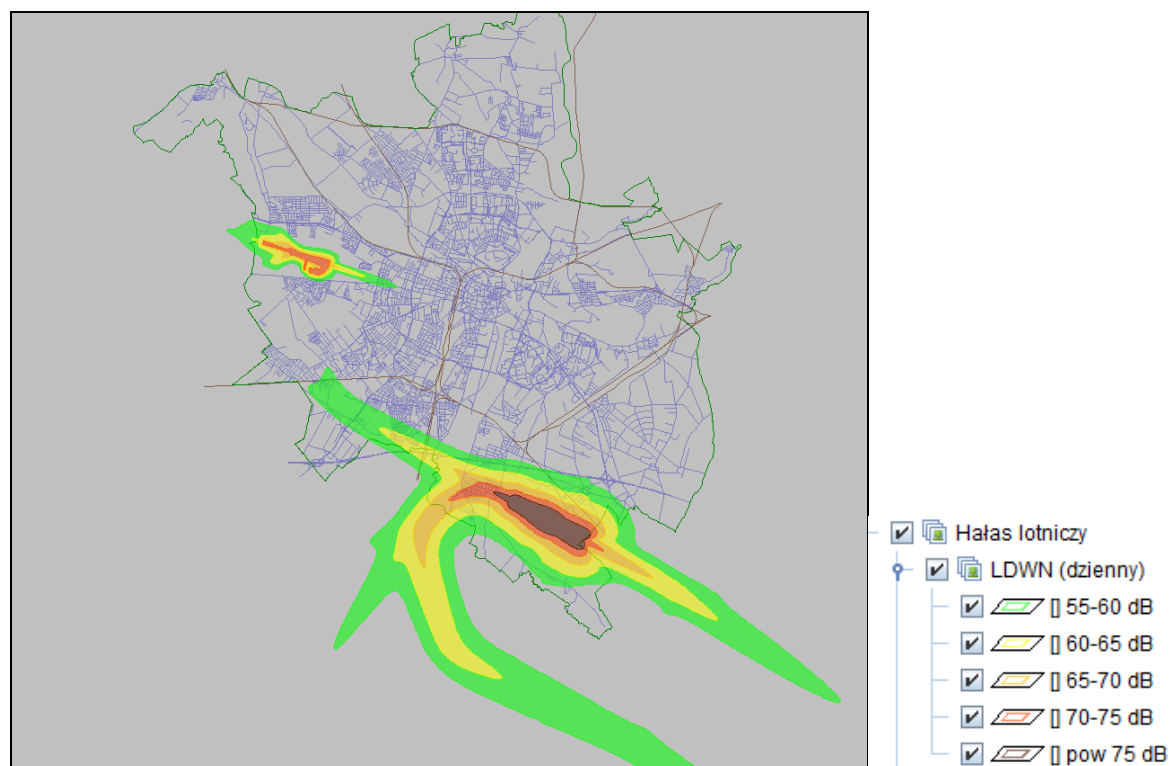 Hałas lotniczy
LDWN (dzienny)
[] 55-60 dB
[] 60-65 dB
[] 65-70 dB
[] 70-75 dB
[] pow 75 dB